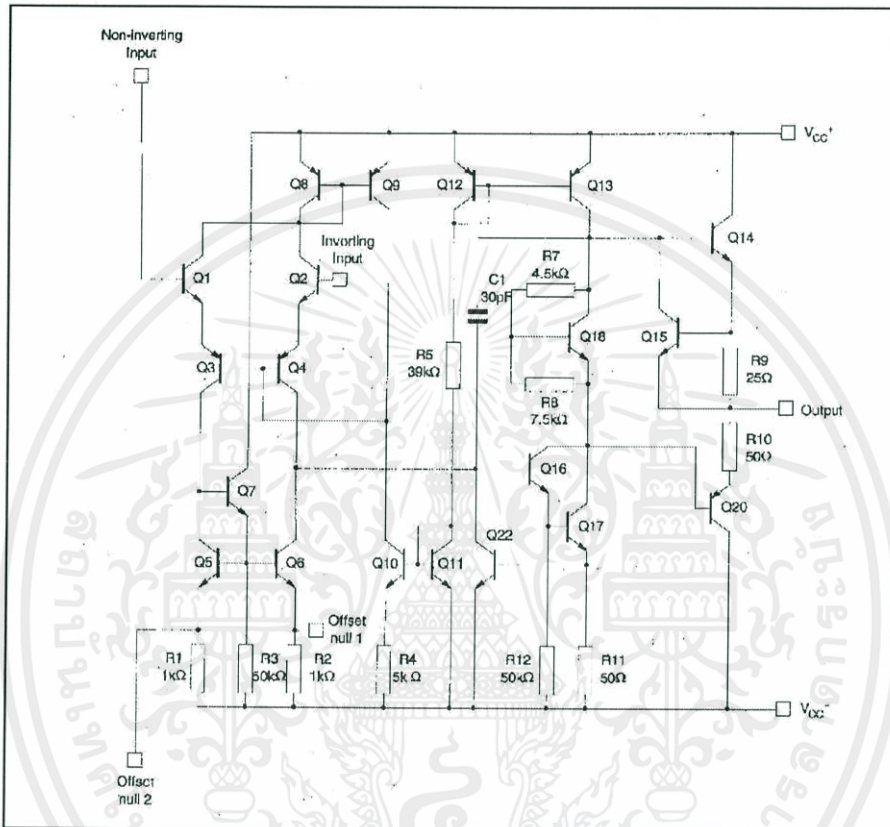 Non-Inverting
Input
V_CC+
Q8
Q9
Q12
Q13
Q14
Inverting
Input
Q1
Q2
R7
4.5kΩ
C1
30pF
Q18
Q15
Q3
Q4
R5
39kΩ
R9
25Ω
R8
7.5kΩ
Output
R10
50Ω
Q7
Q16
Q17
Q20
Q5
Q6
Q10
Q11
Q22
Offset
null 1
R1
1kΩ
R3
50kΩ
R2
1kΩ
R4
5kΩ
R12
50kΩ
R11
50Ω
V_CC-
Offset
null 2